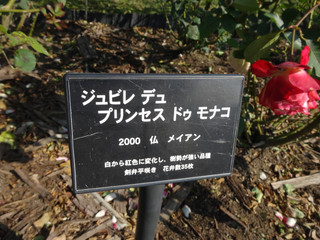 ジュビレ デュ
プリンセス ドゥ モナコ
2000 仏 メイアン
白から紅色に変化し、樹勢が強い品種
剣弁平咲き 花弁数35枚